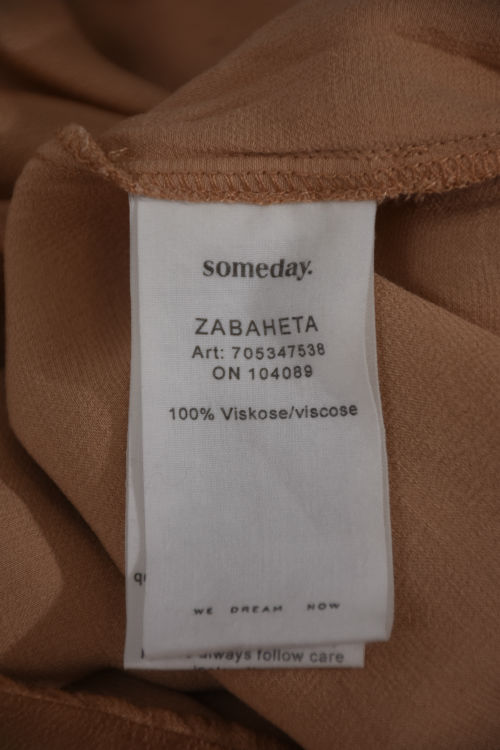 someday.
ZABAHETA
Art: 705347538
ON 104089
100% Viskose/viscose
WE DREAM NOW
always follow care